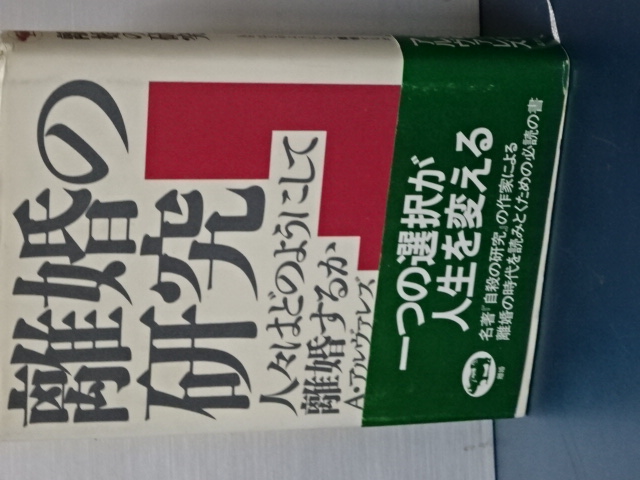 離婚の
研究
人々はどのようにして
離婚するか
A・アルヴァレズ
一つの選択が
人生を変える
名著『自殺の研究』の作家による
離婚の時代を読みとくための必読の書
晶文社